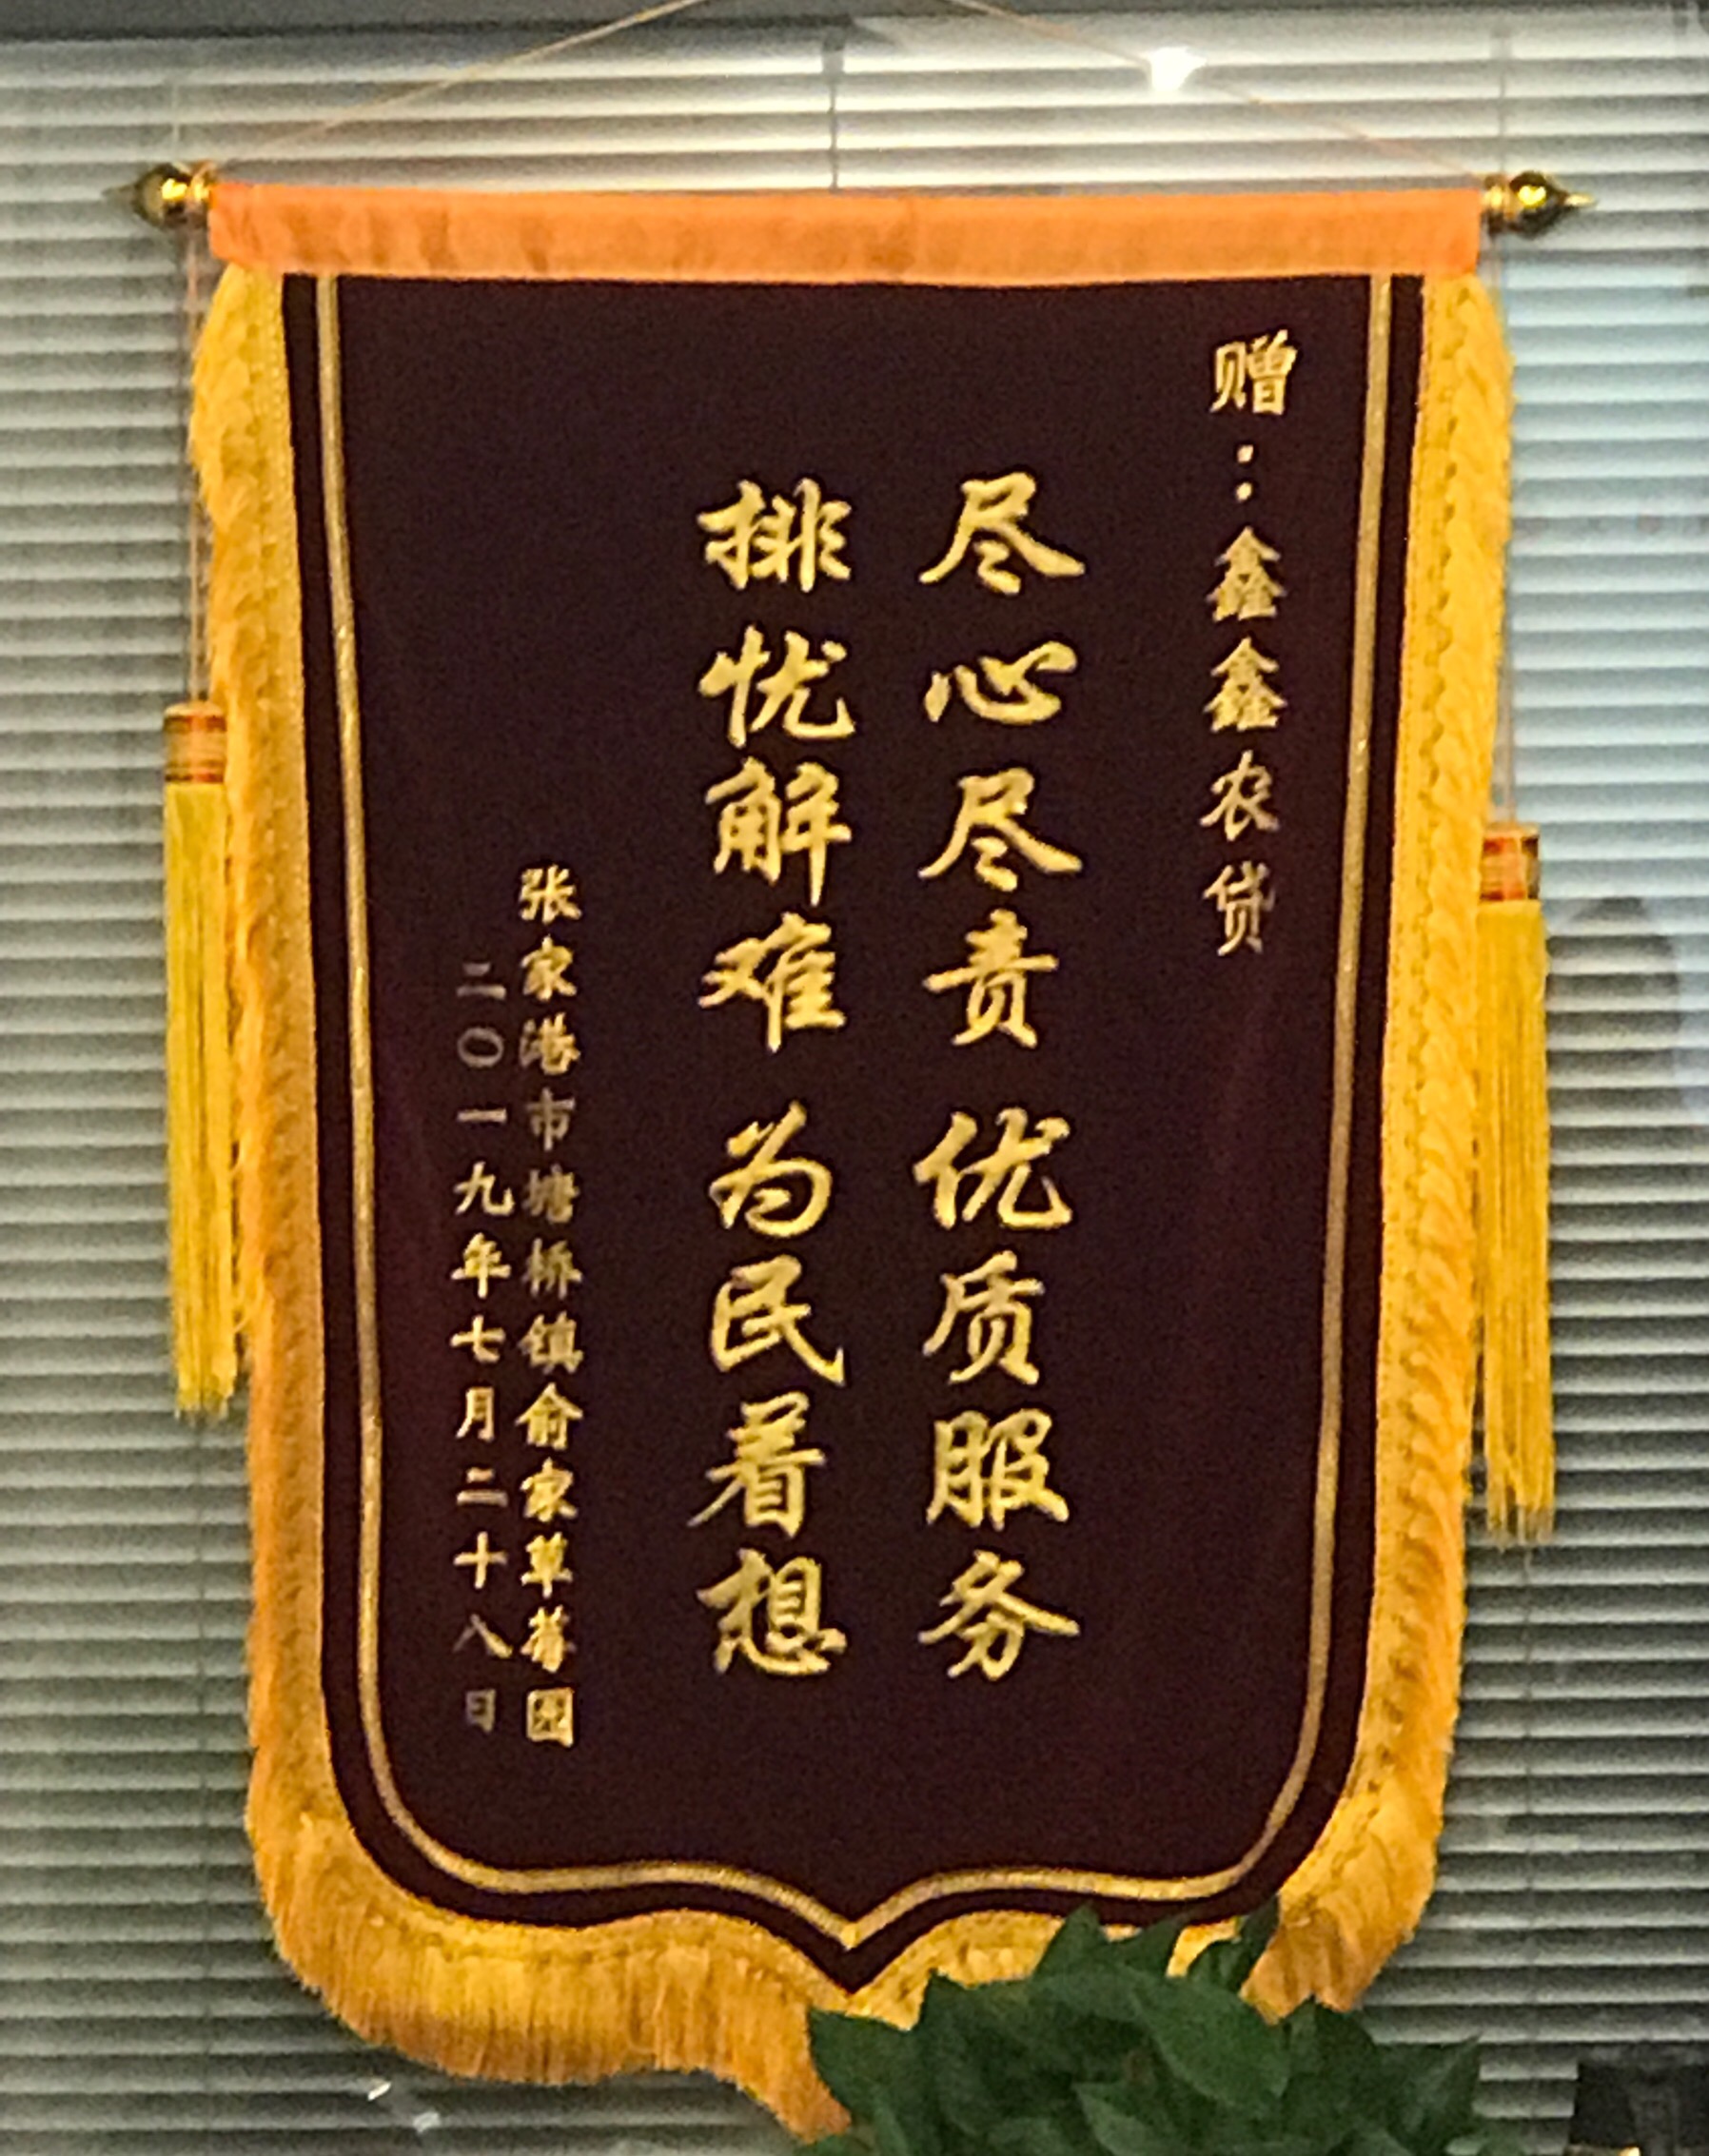 赠：鑫鑫农贷
尽心尽责 优质服务
排忧解难 为民着想
张家港市塘桥镇俞家草莓园
二〇一九年七月二十八日